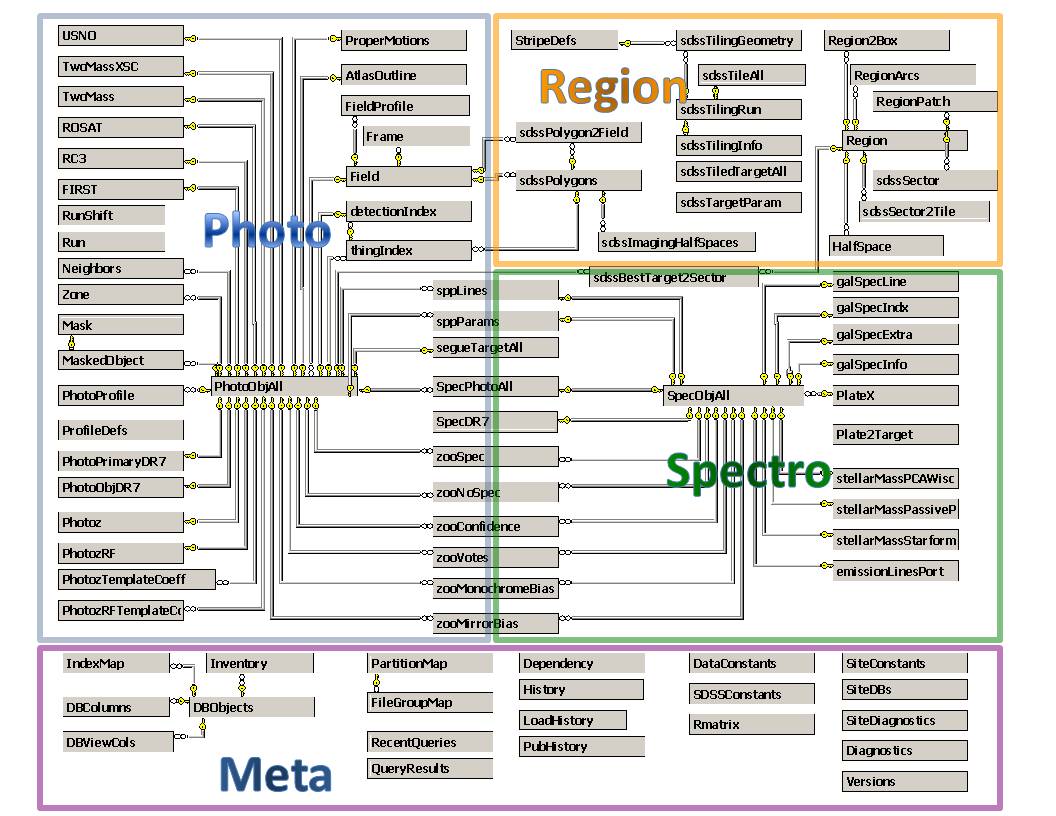 USNO
TwoMassXSC
TwoMass
ROSAT
RC3
FIRST
RunShift
Run
Neighbors
Zone
Mask
MaskedObject
PhotoProfile
ProfileDefs
PhotoPrimaryDR7
PhotoObjDR7
Photoz
PhotozRF
PhotozTemplateCoeff
PhotozRFTemplateCo
Photo
ProperMotions
AtlasOutline
FieldProfile
Frame
Field
detectionIndex
thingIndex
PhotoObjAll
sppLines
sppParams
segueTargetAll
SpecPhotoAll
SpecDR7
zooSpec
zooNoSpec
zooConfidence
zooVotes
zooMonochromeBias
zooMirrorBias
StripeDefs
Region
sdssPolygon2Field
sdssPolygons
sdssImagingHalfSpaces
sdssBestTarget2Sector
sdssTilingGeometry
sdssTileAll
sdssTilingRun
sdssTilingInfo
sdssTiledTargetAll
sdssTargetParam
Region2Box
RegionArcs
RegionPatch
Region
sdssSector
sdssSector2Tile
HalfSpace
SpecObjAll
Spectro
galSpecLine
galSpecIndx
galSpecExtra
galSpecInfo
PlateX
Plate2Target
stellarMassPCAWisc
stellarMassPassiveP
stellarMassStarform
emissionLinesPort
IndexMap
Inventory
DBColumns
DBObjects
DBViewCols
Meta
PartitionMap
FileGroupMap
RecentQueries
QueryResults
Dependency
History
LoadHistory
PubHistory
DataConstants
SDSSConstants
Rmatrix
SiteConstants
SiteDBs
SiteDiagnostics
Diagnostics
Versions